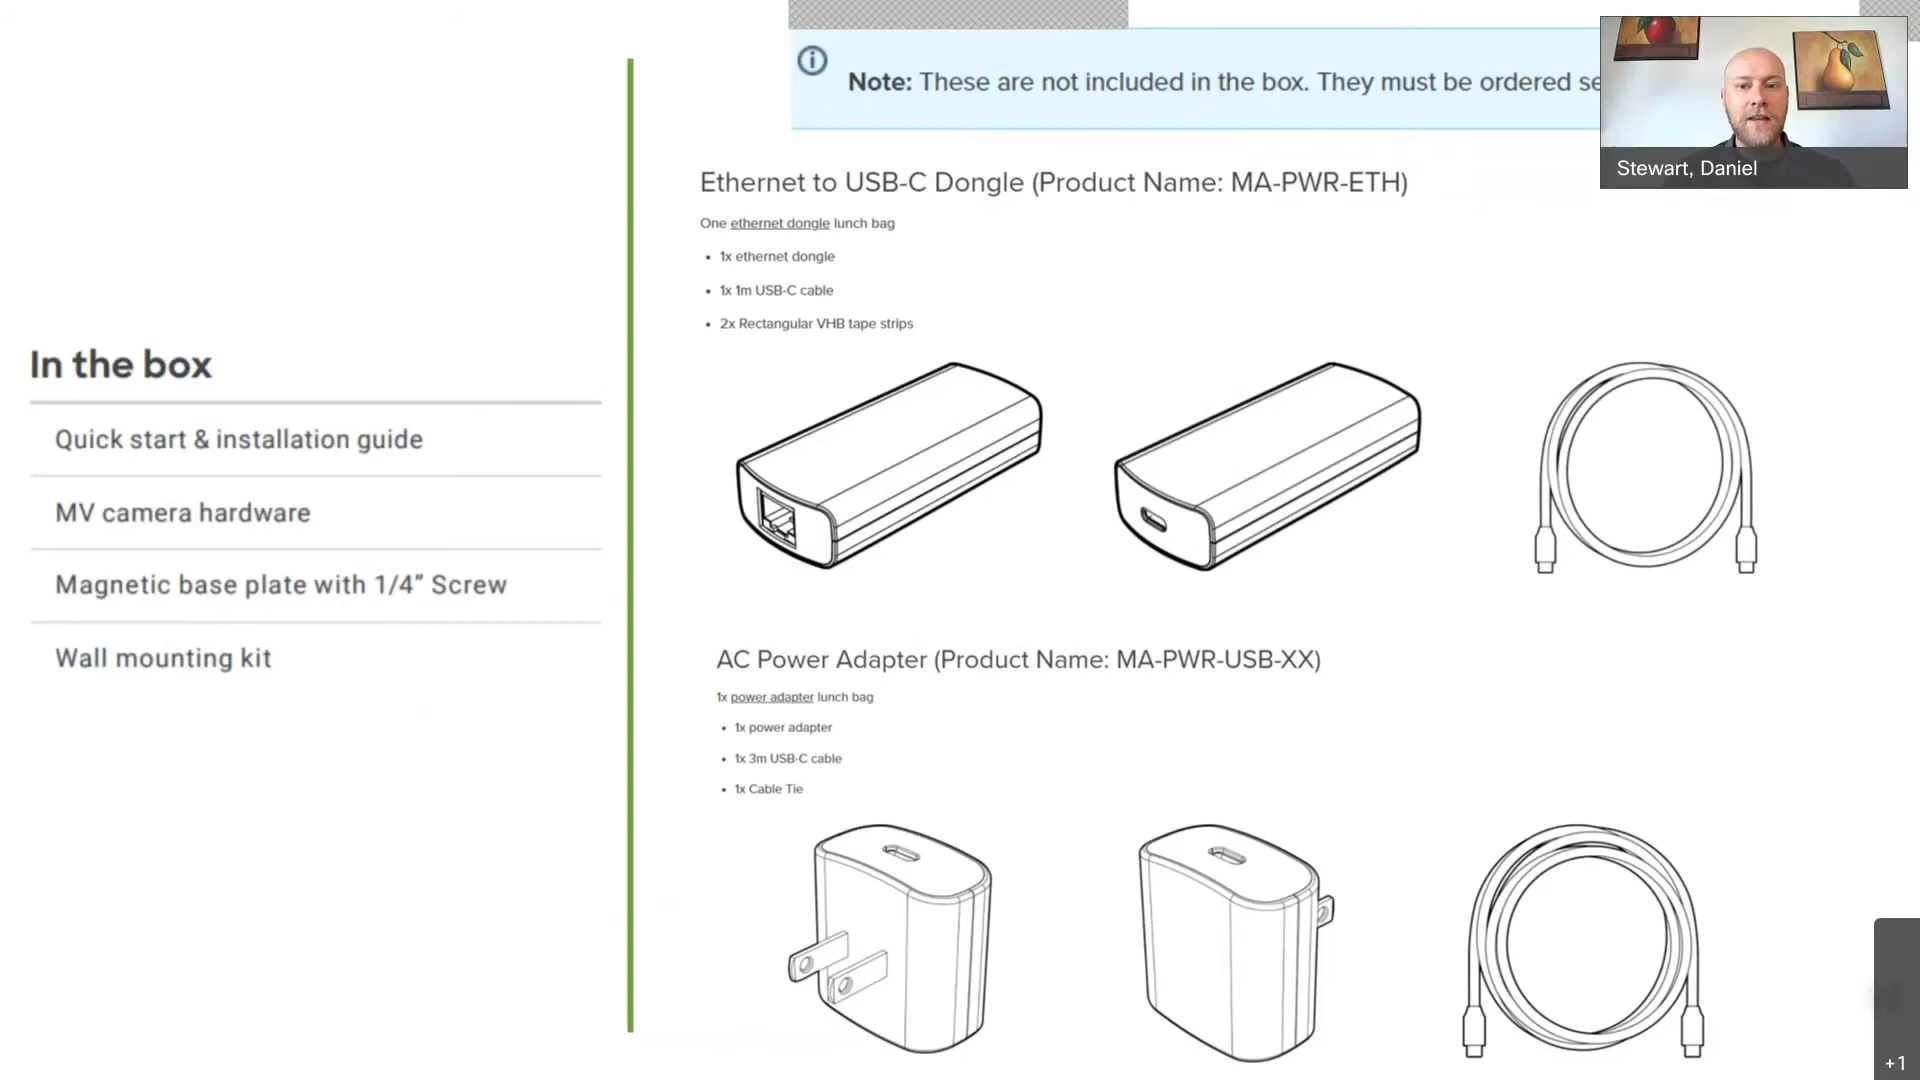 Note: These are not included in the box. They must be ordered se
Stewart, Daniel
Ethernet to USB-C Dongle (Product Name: MA-PWR-ETH)
One ethernet dongle lunch bag
• 1x ethernet dongle
• 1x 1m USB-C cable
• 2x Rectangular VHB tape strips
In the box
Quick start & installation guide
MV camera hardware
Magnetic base plate with 1/4” Screw
Wall mounting kit
AC Power Adapter (Product Name: MA-PWR-USB-XX)
1x power adapter lunch bag
• 1x power adapter
• 1x 3m USB-C cable
• 1x Cable Tie
+1